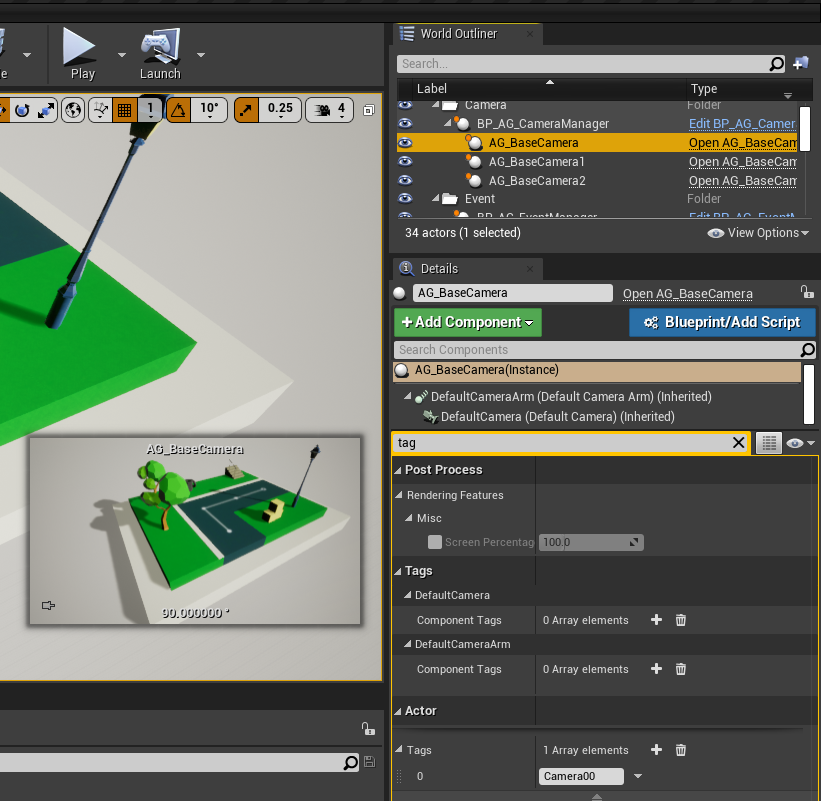 World Outliner
e
Play
Launch
Search...
Label
Type
Camera
Folder
BP_AG_CameraManager
Edit BP_AG_Camer
AG_BaseCamera
Open AG_BaseCam
AG_BaseCamera1
Open AG_BaseCam
AG_BaseCamera2
Open AG_BaseCam
Event
Folder
BP_AG_EventManager
Edit BP_AG_EventM
34 actors (1 selected)
View Options
1
10°
0.25
4
Details
AG_BaseCamera
Open AG_BaseCamera
+Add Component
Blueprint/Add Script
Search Components
AG_BaseCamera(Instance)
DefaultCameraArm (Default Camera Arm) (Inherited)
DefaultCamera (Default Camera) (Inherited)
tag
Post Process
Rendering Features
Misc
Screen Percentag
100.0
Tags
DefaultCamera
Component Tags
0 Array elements
DefaultCameraArm
Component Tags
0 Array elements
Actor
Tags
1 Array elements
0
Camera00
AG_BaseCamera
90.000000 °